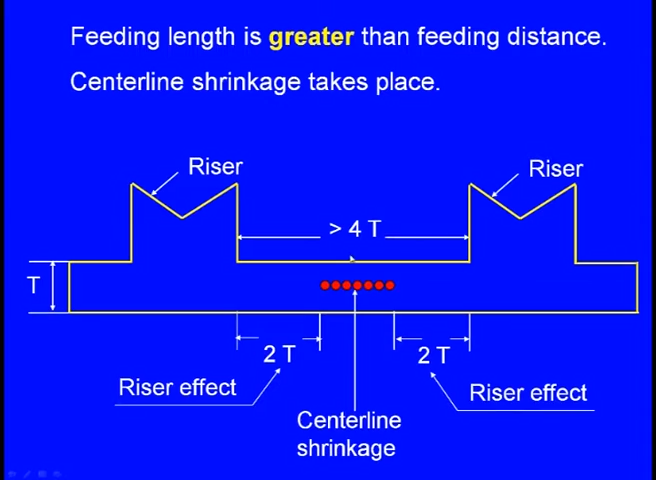 Feeding length is greater than feeding distance.
Centerline shrinkage takes place.
Riser
Riser
> 4 T
T
2 T
2 T
Riser effect
Riser effect
Centerline
shrinkage